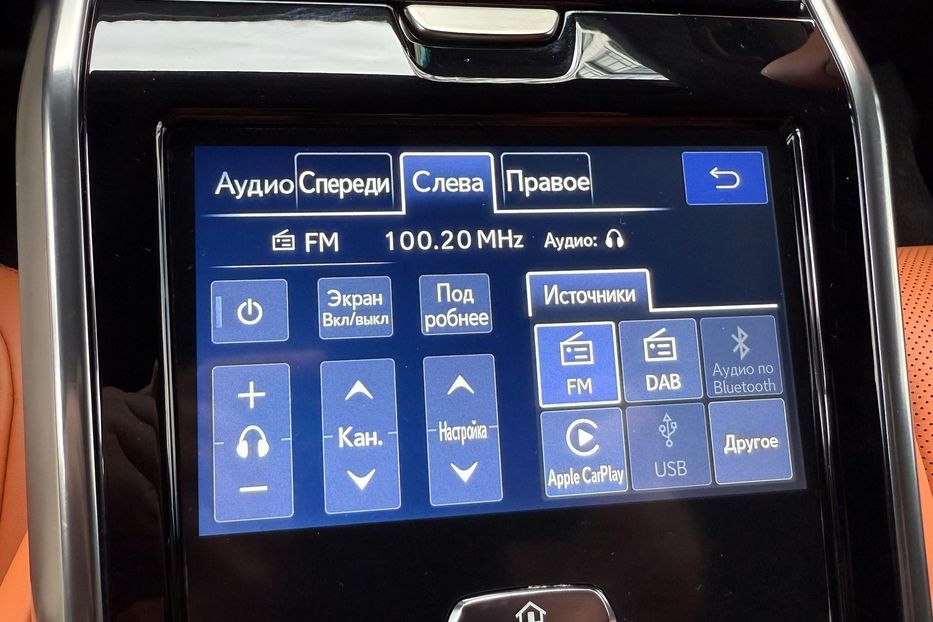 Аудио Спереди Слева Правое
FM 100.20 MHz Аудио:
Экран
Вкл/выкл
Под
робнее
Источники
FM
DAB
Аудио по
Bluetooth
+
Кан.
Настройка
−
Apple CarPlay
USB
Другое